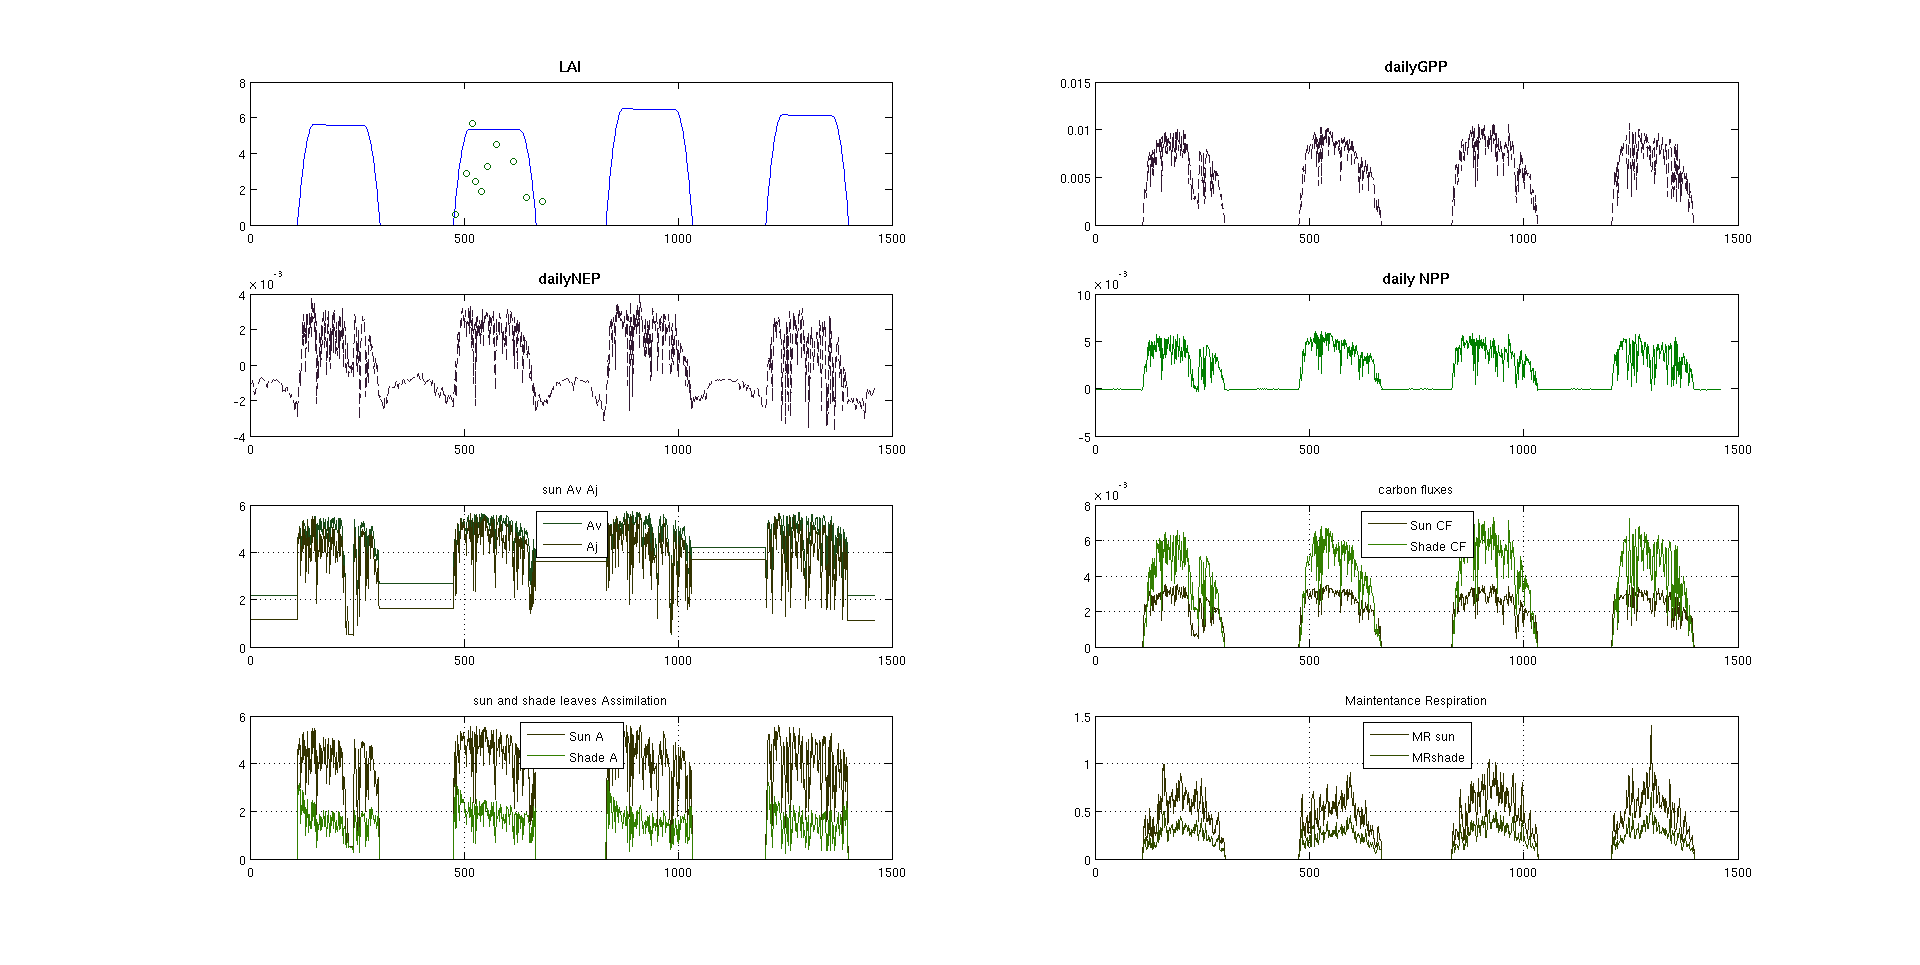 LAI
8
6
4
2
0
0 500 1000 1500
dailyGPP
0.015
0.01
0.005
0
0 500 1000 1500
dailyNEP
× 10⁻³
4
2
0
-2
-4
0 500 1000 1500
daily NPP
× 10⁻³
10
5
0
-5
0 500 1000 1500
sun Av Aj
6
4
2
0
Av
Aj
0 500 1000 1500
carbon fluxes
× 10⁻³
8
6
4
2
0
Sun CF
Shade CF
0 500 1000 1500
sun and shade leaves Assimilation
6
4
2
0
Sun A
Shade A
0 500 1000 1500
Maintentance Respiration
1.5
1
0.5
0
MR sun
MRshade
0 500 1000 1500